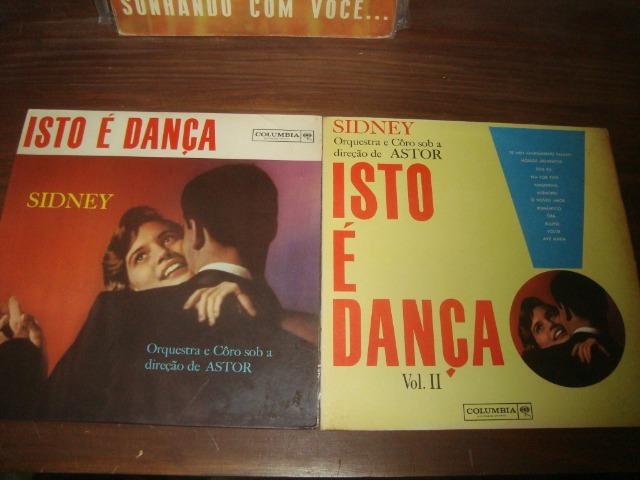 SONHANDO COM VOCÊ...
ISTO É DANÇA
COLUMBIA
SIDNEY
Orquestra e Côro sob a
direção de ASTOR
SIDNEY
Orquestra e Côro sob a
direção de ASTOR
ISTO
É
DANÇA
Vol. II
COLUMBIA